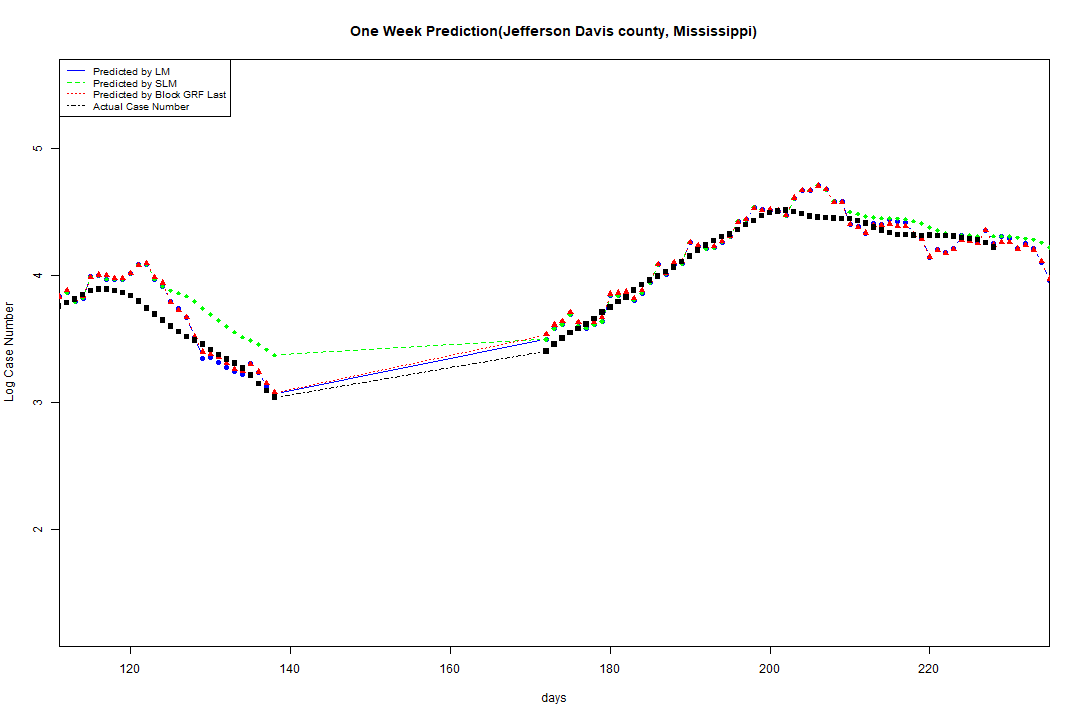 One Week Prediction(Jefferson Davis county, Mississippi)
Predicted by LM
Predicted by SLM
Predicted by Block GRF Last
Actual Case Number
5
4
3
2
Log Case Number
120 140 160 180 200 220
days